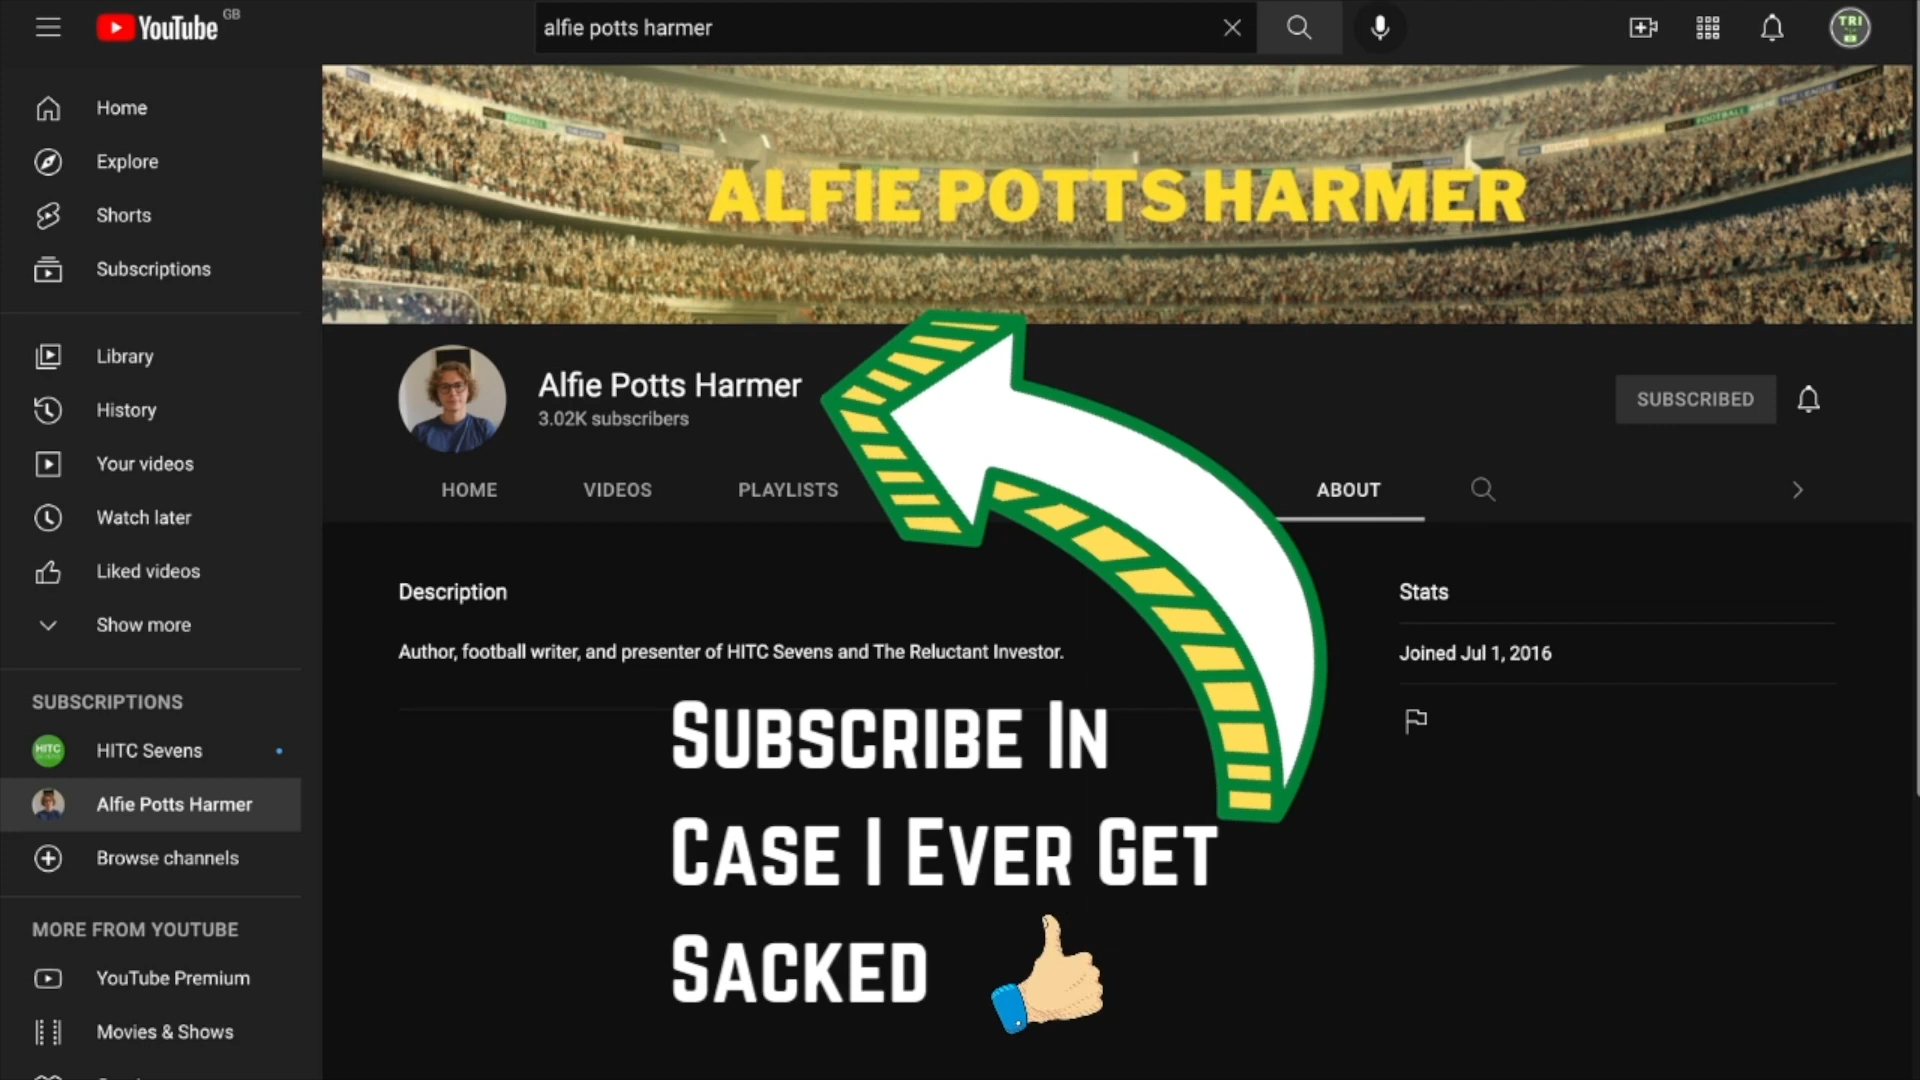 YouTube GB
alfie potts harmer
TRI
Home
Explore
Shorts
Subscriptions
Library
History
Your videos
Watch later
Liked videos
Show more
SUBSCRIPTIONS
HITC Sevens
Alfie Potts Harmer
Browse channels
MORE FROM YOUTUBE
YouTube Premium
Movies & Shows
ALFIE POTTS HARMER
Alfie Potts Harmer
3.02K subscribers
SUBSCRIBED
HOME VIDEOS PLAYLISTS ABOUT
Description
Author, football writer, and presenter of HITC Sevens and The Reluctant Investor.
Stats
Joined Jul 1, 2016
SUBSCRIBE IN
CASE I EVER GET
SACKED